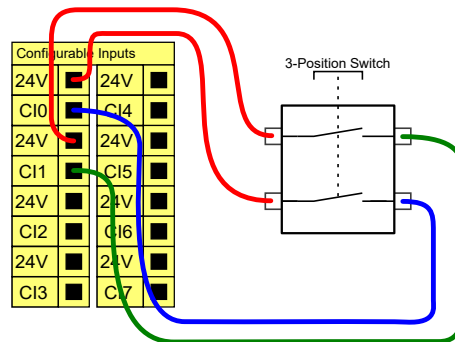 Configurable Inputs
3-Position Switch
24V 24V
CI0 CI4
24V 24V
CI1 CI5
24V 24V
CI2 CI6
24V 24V
CI3 CI7